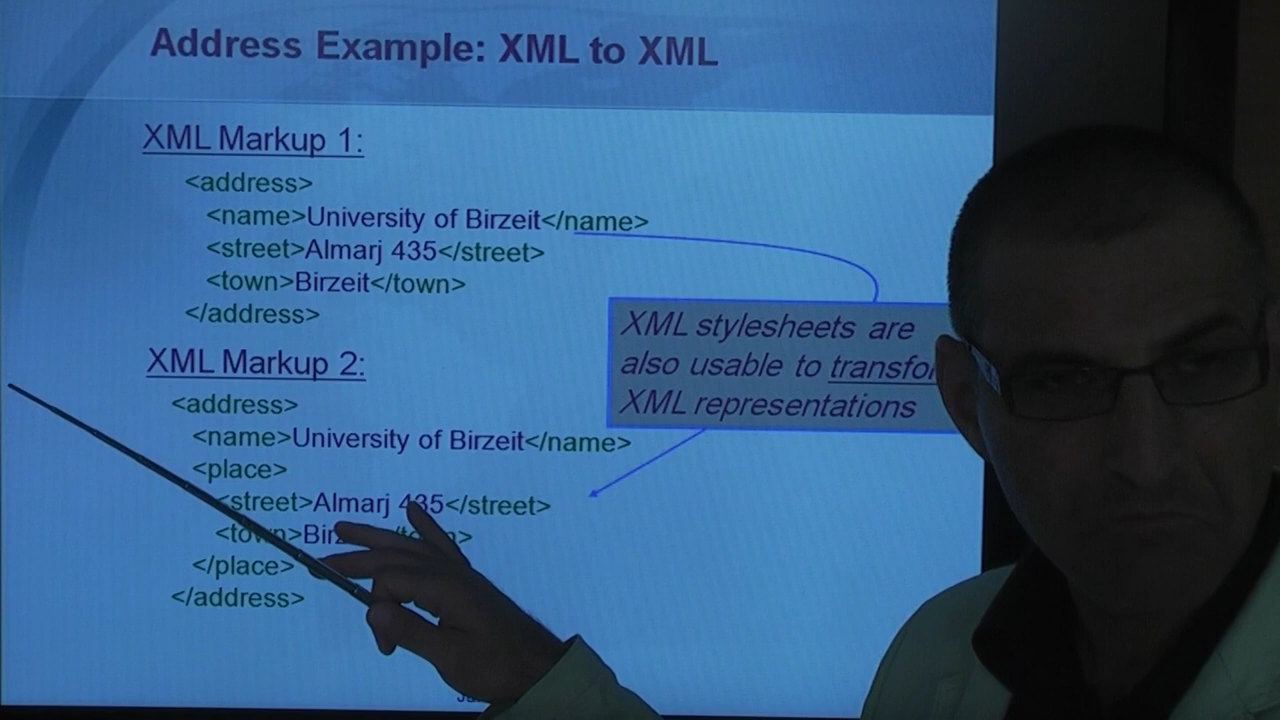 Address Example: XML to XML
XML Markup 1:
<address>
<name>University of Birzeit</name>
<street>Almarj 435</street>
<town>Birzeit</town>
</address>
XML stylesheets are
also usable to transfor
XML representations
XML Markup 2:
<address>
<name>University of Birzeit</name>
<place>
<street>Almarj 435</street>
</place>
</address>